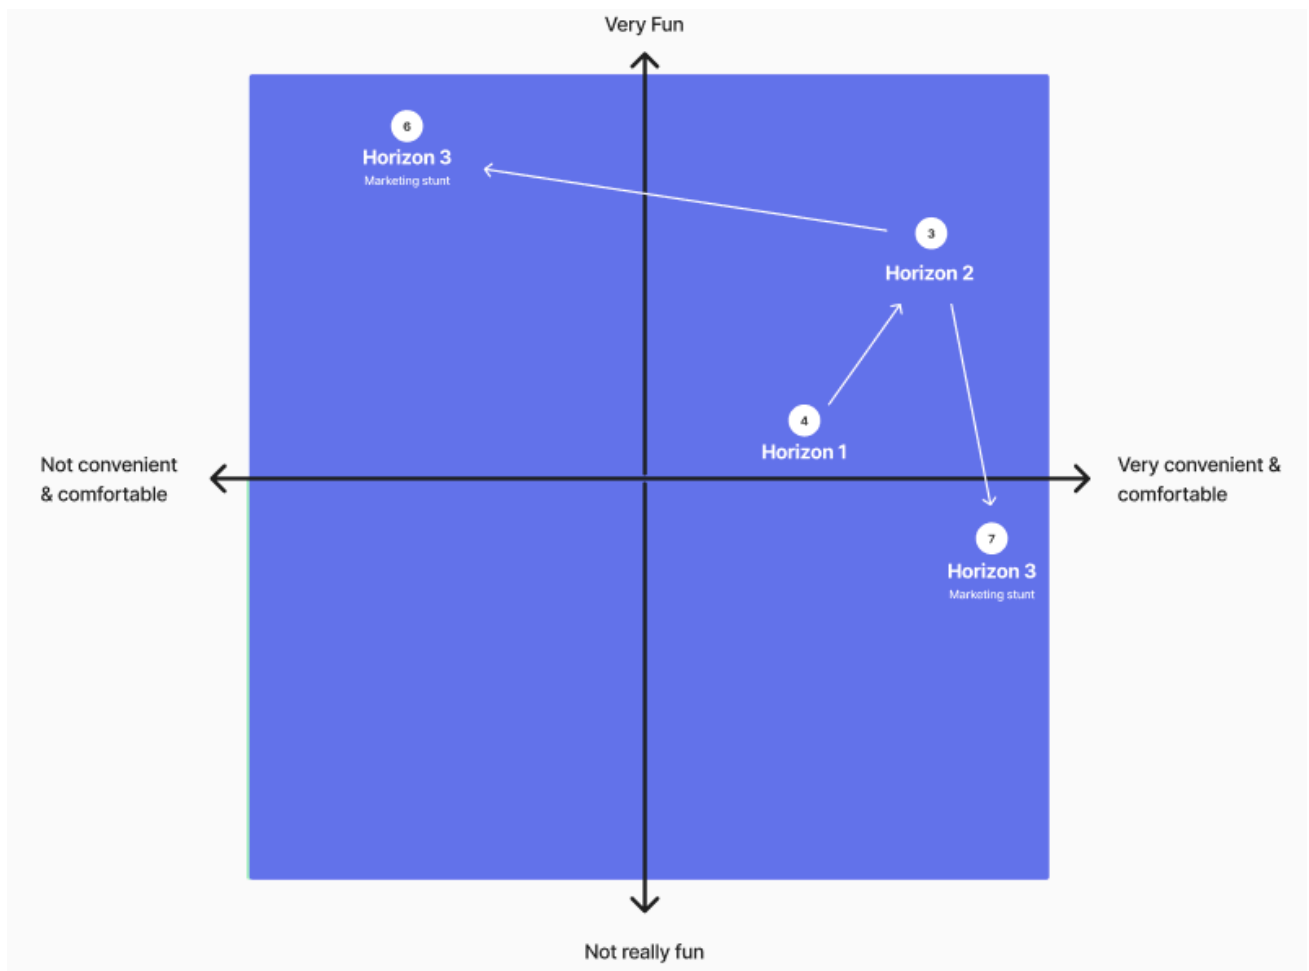 Very Fun
6
Horizon 3
Marketing stunt
3
Horizon 2
4
Horizon 1
Not convenient
& comfortable
Very convenient &
comfortable
7
Horizon 3
Marketing stunt
Not really fun